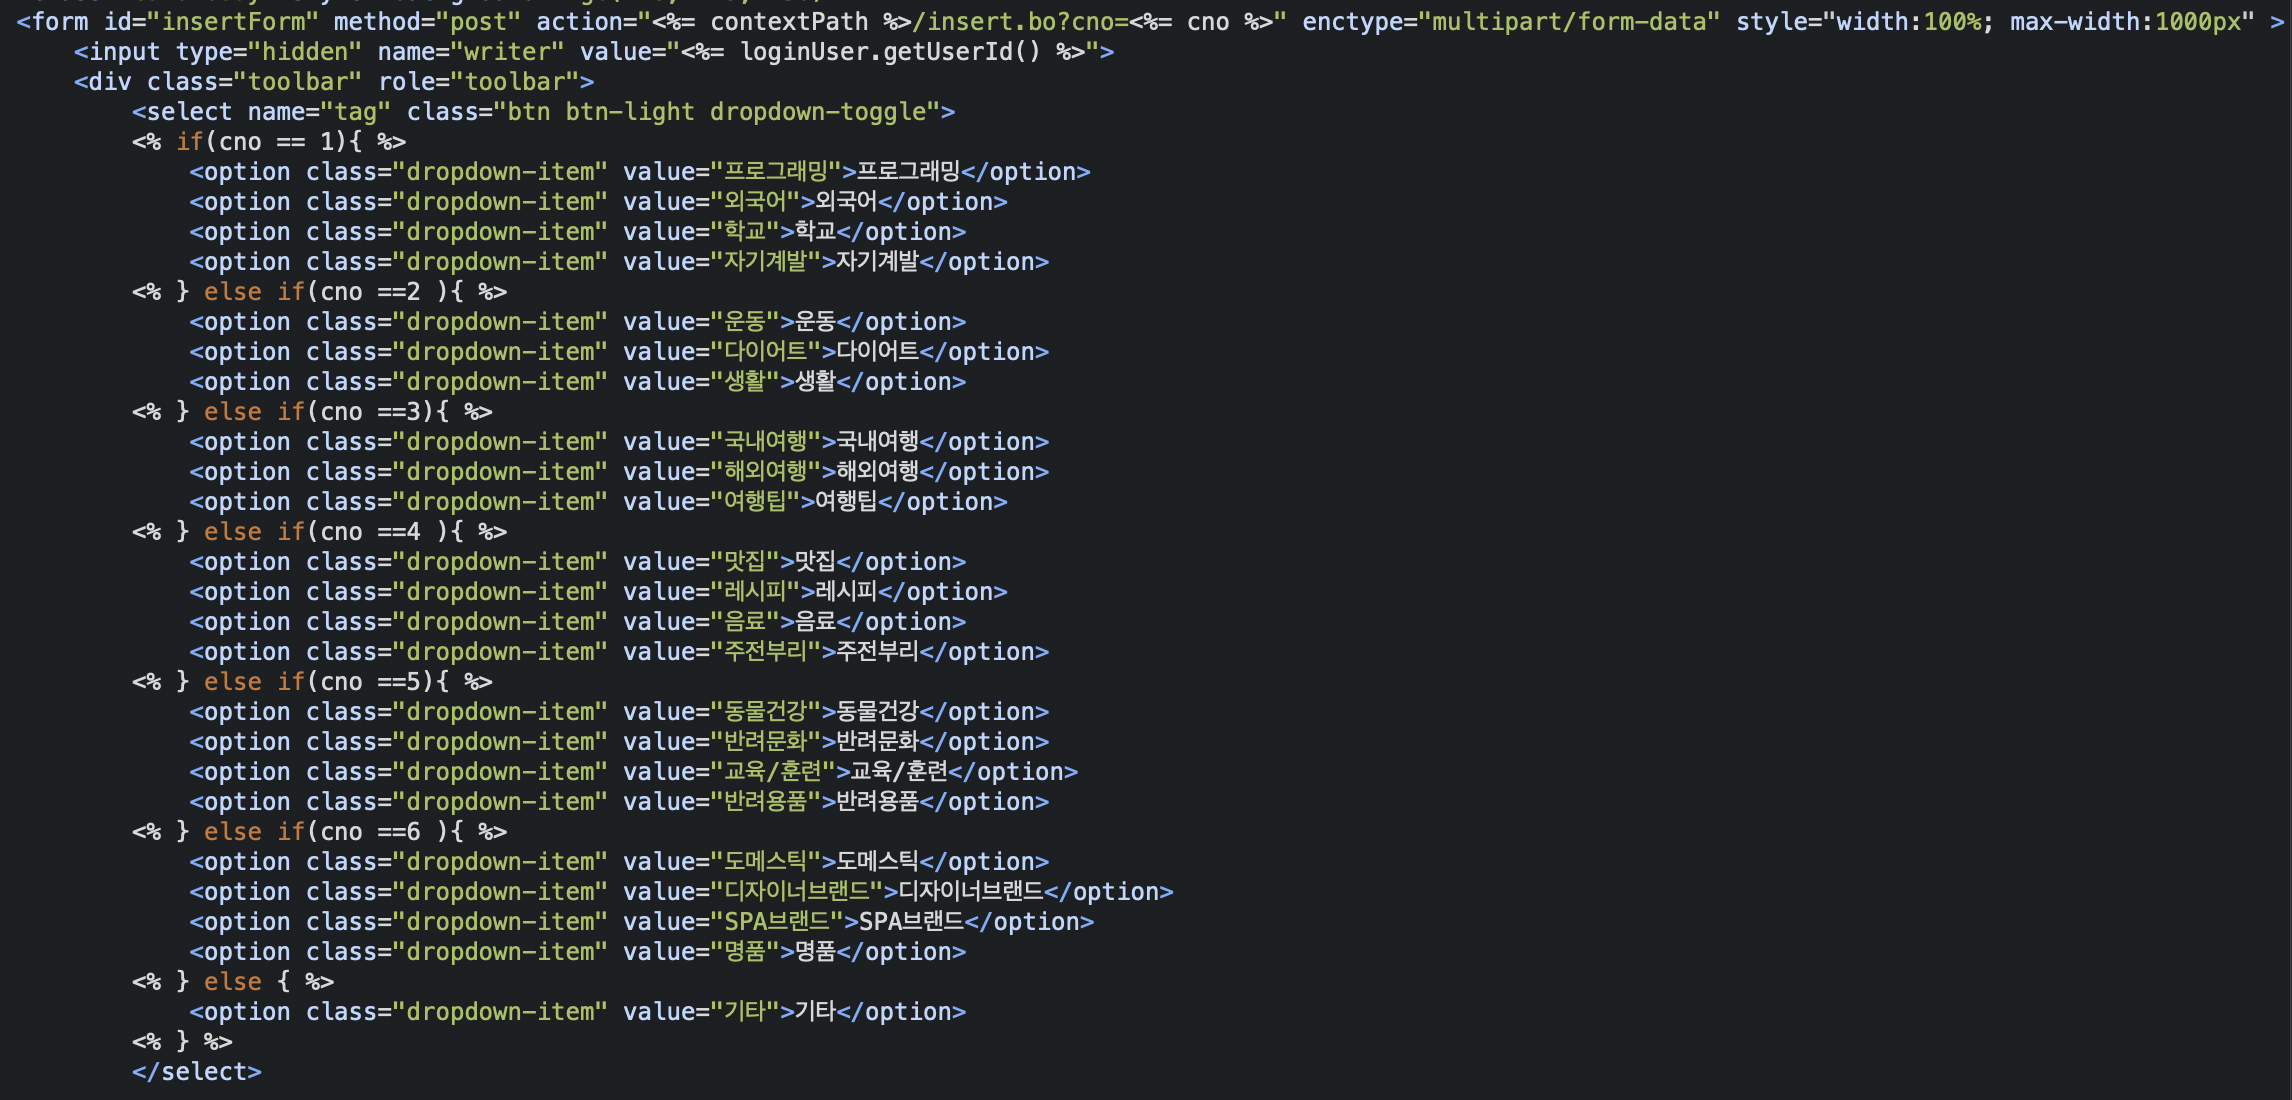 <form id="insertForm" method="post" action="<%= contextPath %>/insert.bo?cno=<%= cno %>" enctype="multipart/form-data" style="width:100%; max-width:1000px" >
<input type="hidden" name="writer" value="<%= loginUser.getUserId() %>">
<div class="toolbar" role="toolbar">
<select name="tag" class="btn btn-light dropdown-toggle">
<% if(cno == 1){ %>
<option class="dropdown-item" value="프로그래밍">프로그래밍</option>
<option class="dropdown-item" value="외국어">외국어</option>
<option class="dropdown-item" value="학교">학교</option>
<option class="dropdown-item" value="자기계발">자기계발</option>
<% } else if(cno ==2 ){ %>
<option class="dropdown-item" value="운동">운동</option>
<option class="dropdown-item" value="다이어트">다이어트</option>
<option class="dropdown-item" value="생활">생활</option>
<% } else if(cno ==3){ %>
<option class="dropdown-item" value="국내여행">국내여행</option>
<option class="dropdown-item" value="해외여행">해외여행</option>
<option class="dropdown-item" value="여행팁">여행팁</option>
<% } else if(cno ==4 ){ %>
<option class="dropdown-item" value="맛집">맛집</option>
<option class="dropdown-item" value="레시피">레시피</option>
<option class="dropdown-item" value="음료">음료</option>
<option class="dropdown-item" value="주전부리">주전부리</option>
<% } else if(cno ==5){ %>
<option class="dropdown-item" value="동물건강">동물건강</option>
<option class="dropdown-item" value="반려문화">반려문화</option>
<option class="dropdown-item" value="교육/훈련">교육/훈련</option>
<option class="dropdown-item" value="반려용품">반려용품</option>
<% } else if(cno ==6 ){ %>
<option class="dropdown-item" value="도메스틱">도메스틱</option>
<option class="dropdown-item" value="디자이너브랜드">디자이너브랜드</option>
<option class="dropdown-item" value="SPA브랜드">SPA브랜드</option>
<option class="dropdown-item" value="명품">명품</option>
<% } else { %>
<option class="dropdown-item" value="기타">기타</option>
<% } %>
</select>